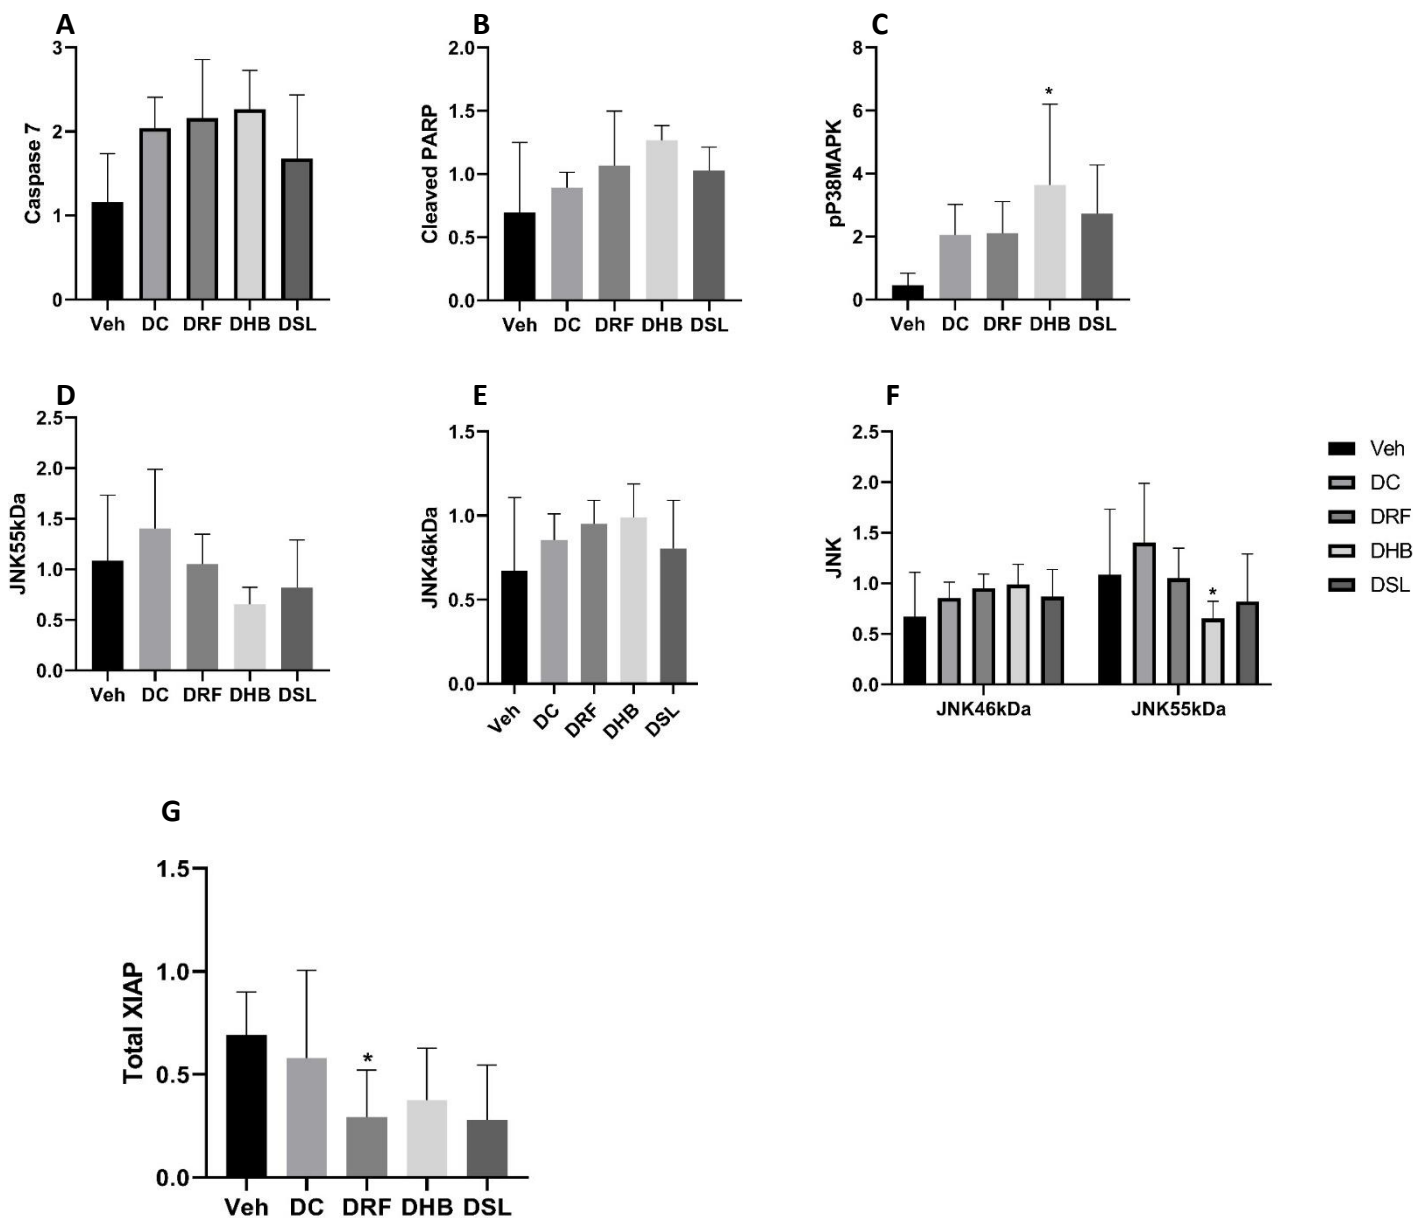 A
Caspase 7
3
2
1
0
Veh DC DRF DHB DSL
B
Cleaved PARP
2.0
1.5
1.0
0.5
0.0
Veh DC DRF DHB DSL
C
pP38MAPK
8
6
4
2
0
*
Veh DC DRF DHB DSL
D
JNK55kDa
2.5
2.0
1.5
1.0
0.5
0.0
Veh DC DRF DHB DSL
E
JNK46kDa
1.5
1.0
0.5
0.0
Veh DC DRF DHB DSL
F
JNK
2.5
2.0
1.5
1.0
0.5
0.0
*
JNK46kDa JNK55kDa
Veh
DC
DRF
DHB
DSL
G
Total XIAP
1.5
1.0
0.5
0.0
*
Veh DC DRF DHB DSL